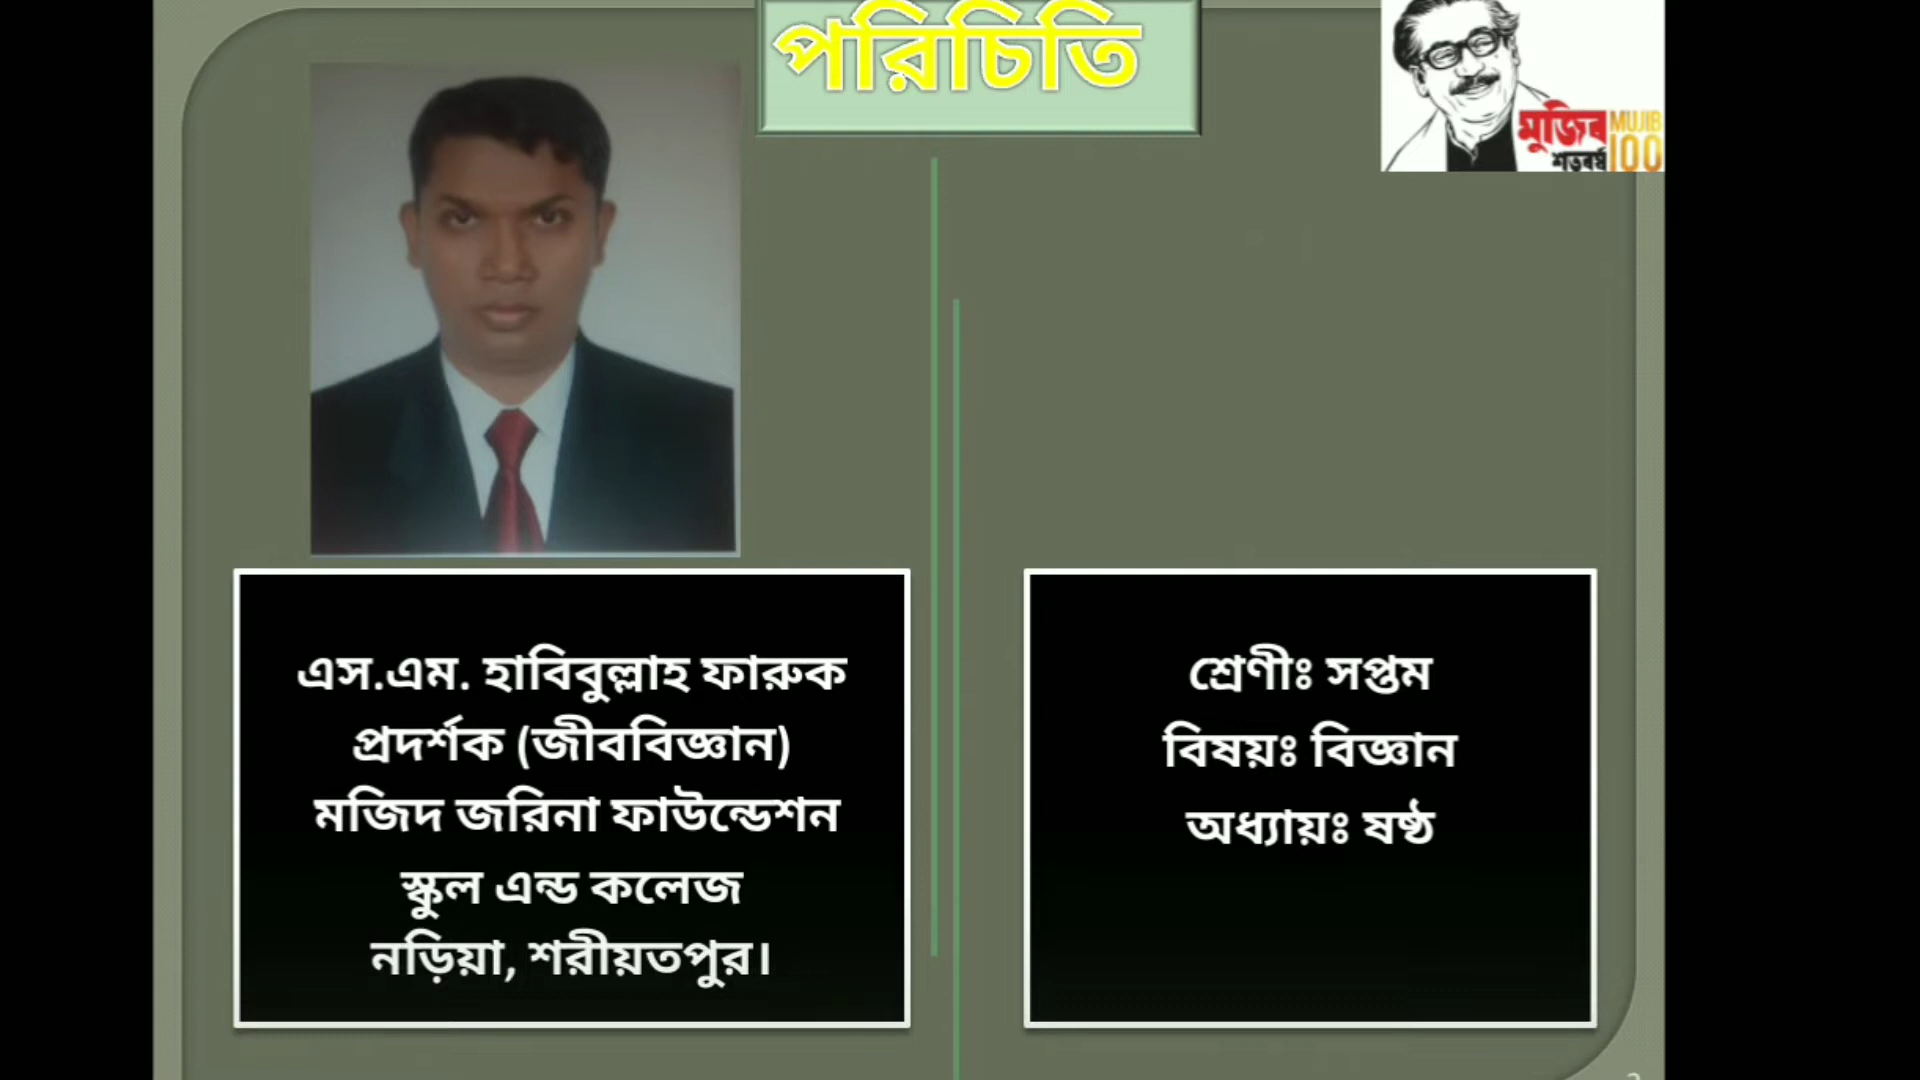 পরিচিতি
মুজিব
শতবর্ষ
MUJIB
100
এস.এম. হাবিবুল্লাহ ফারুক
প্রদর্শক (জীববিজ্ঞান)
মজিদ জরিনা ফাউন্ডেশন
স্কুল এন্ড কলেজ
নড়িয়া, শরীয়তপুর।
শ্রেণীঃ সপ্তম
বিষয়ঃ বিজ্ঞান
অধ্যায়ঃ ষষ্ঠ